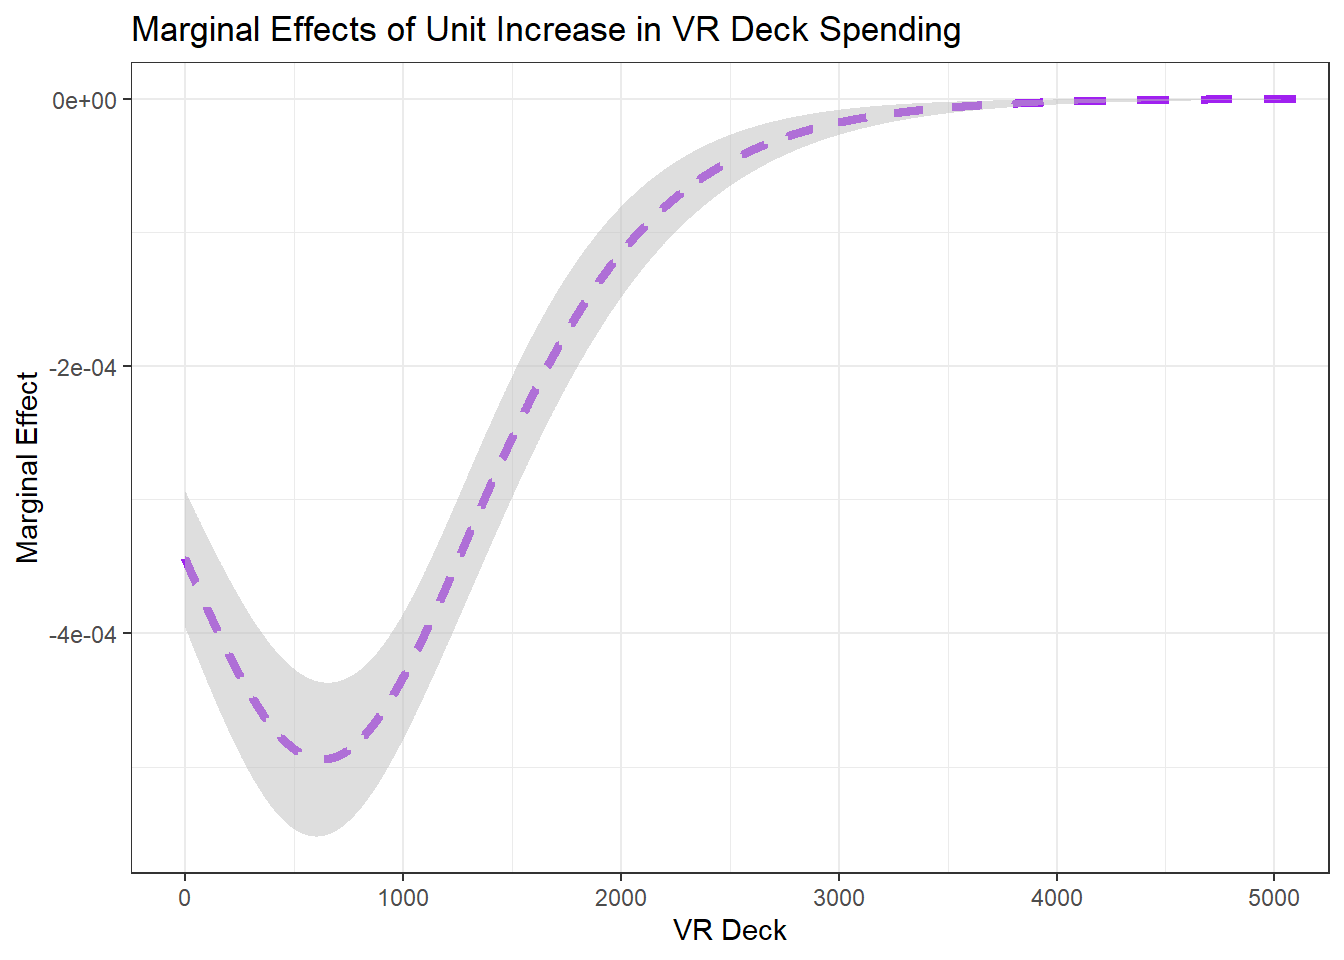 Marginal Effects of Unit Increase in VR Deck Spending
0e+00
-2e-04
-4e-04
Marginal Effect
0 1000 2000 3000 4000 5000
VR Deck